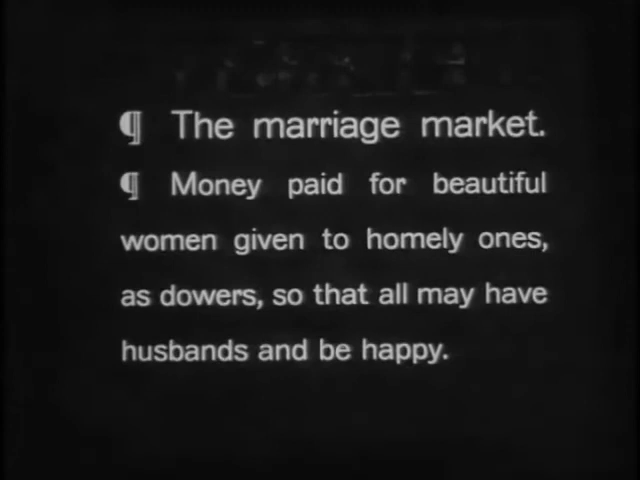 ¶ The marriage market.
¶ Money paid for beautiful
women given to homely ones,
as dowers, so that all may have
husbands and be happy.